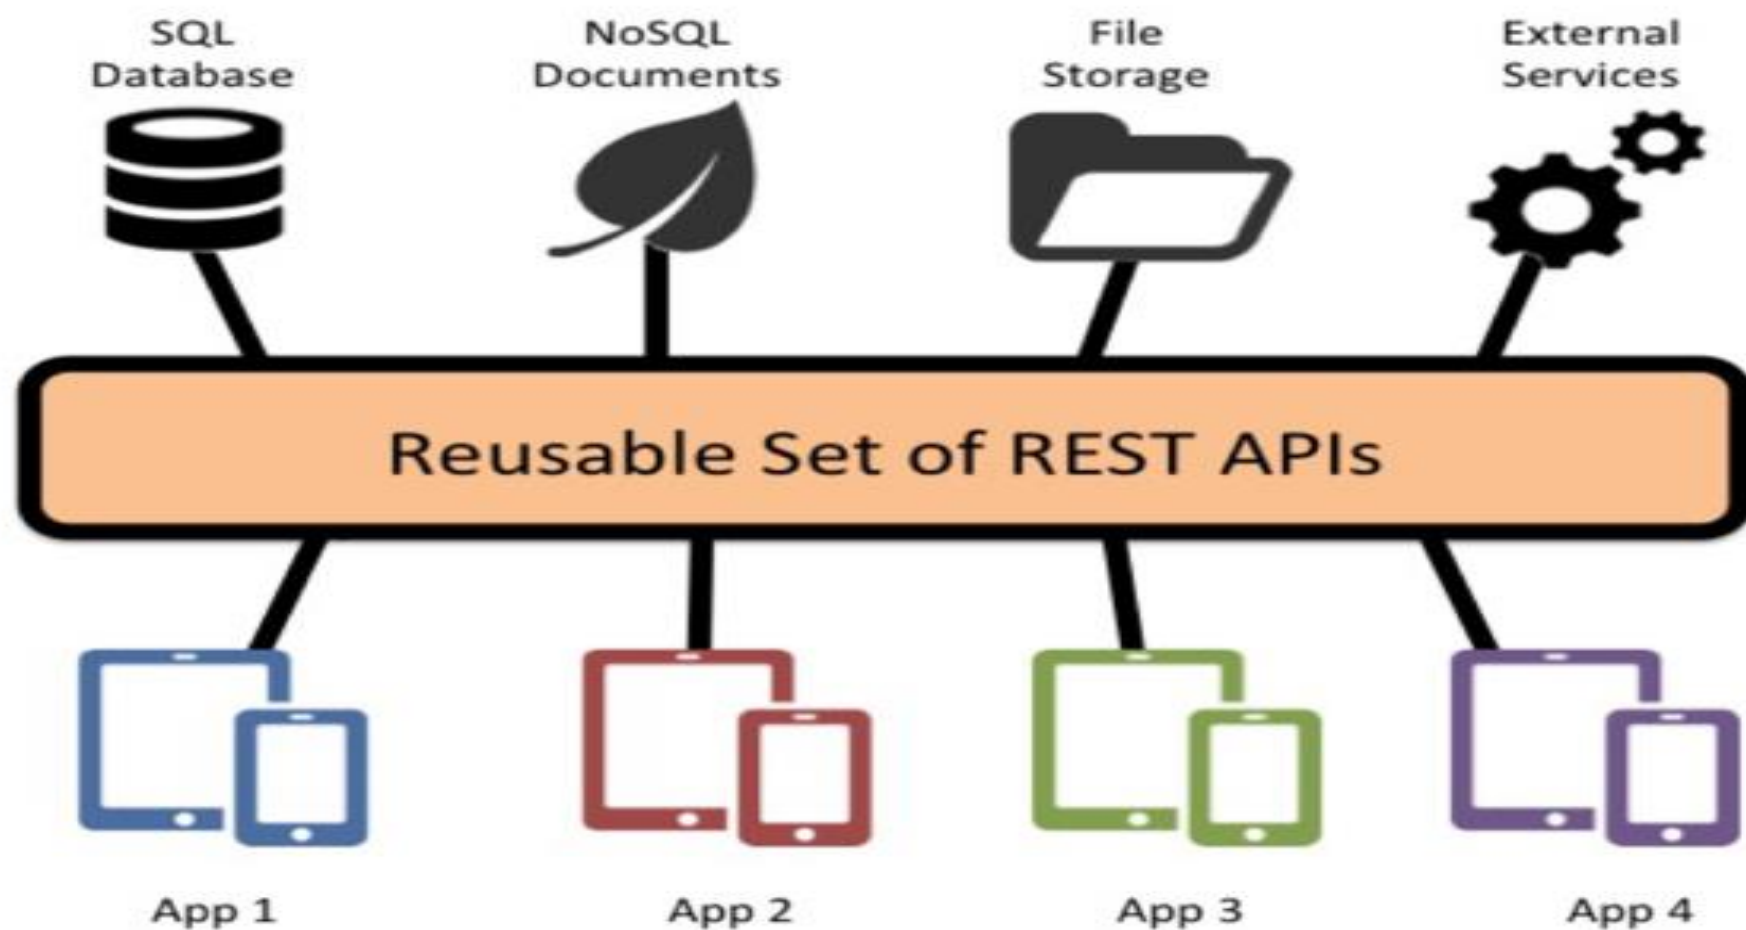 SQL
Database
NoSQL
Documents
File
Storage
External
Services
Reusable Set of REST APIs
App 1
App 2
App 3
App 4